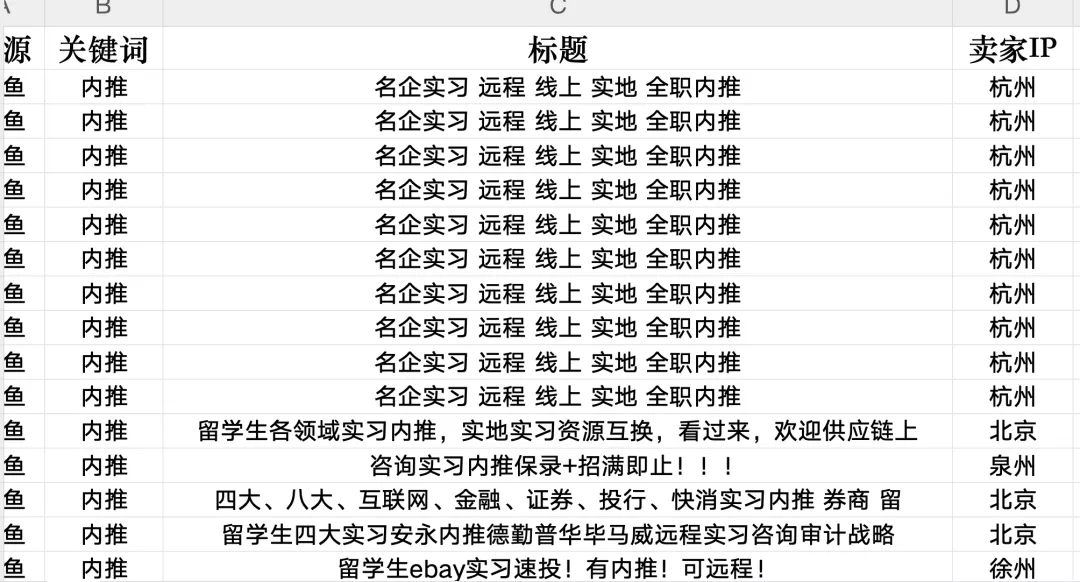 B C D
源 关键词 标题 卖家IP
鱼 内推 名企实习 远程 线上 实地 全职内推 杭州
鱼 内推 名企实习 远程 线上 实地 全职内推 杭州
鱼 内推 名企实习 远程 线上 实地 全职内推 杭州
鱼 内推 名企实习 远程 线上 实地 全职内推 杭州
鱼 内推 名企实习 远程 线上 实地 全职内推 杭州
鱼 内推 名企实习 远程 线上 实地 全职内推 杭州
鱼 内推 名企实习 远程 线上 实地 全职内推 杭州
鱼 内推 名企实习 远程 线上 实地 全职内推 杭州
鱼 内推 名企实习 远程 线上 实地 全职内推 杭州
鱼 内推 名企实习 远程 线上 实地 全职内推 杭州
鱼 内推 留学生各领域实习内推，实地实习资源互换，看过来，欢迎供应链上 北京
鱼 内推 咨询实习内推保录+招满即止！！！ 泉州
鱼 内推 四大、八大、互联网、金融、证券、投行、快消实习内推 券商 留 北京
鱼 内推 留学生四大实习安永内推德勤普华毕马威远程实习咨询审计战略 北京
鱼 内推 留学生ebay实习速投！有内推！可远程！ 徐州